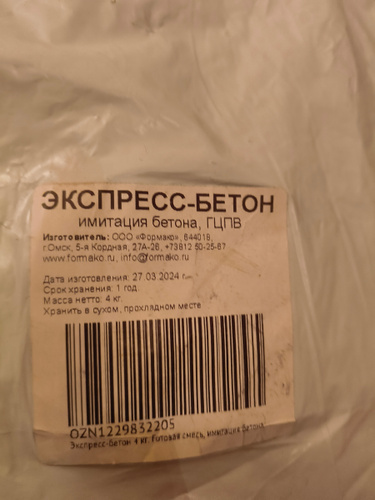 ЭКСПРЕСС-БЕТОН
имитация бетона, ГЦПВ
Изготовитель: ООО «Формако», 644018,
г.Омск, 5-я Кордная, 27А-26, +73812 50-25-67
www.formako.ru, info@formako.ru
Дата изготовления: 27.03.2024 г.
Срок хранения: 1 год.
Масса нетто: 4 кг.
Хранить в сухом, прохладном месте
OZN1229832205
Экспресс-бетон 4 кг. Готовая смесь, имитация бетона,